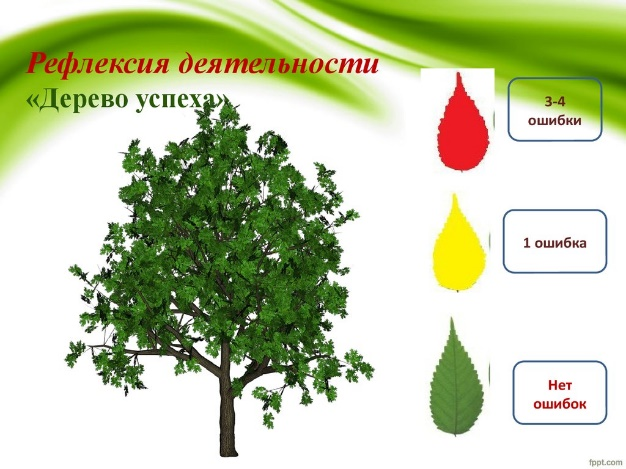 Рефлексия деятельности
«Дерево успеха»
3-4
ошибки
1 ошибка
Нет
ошибок
fppt.com